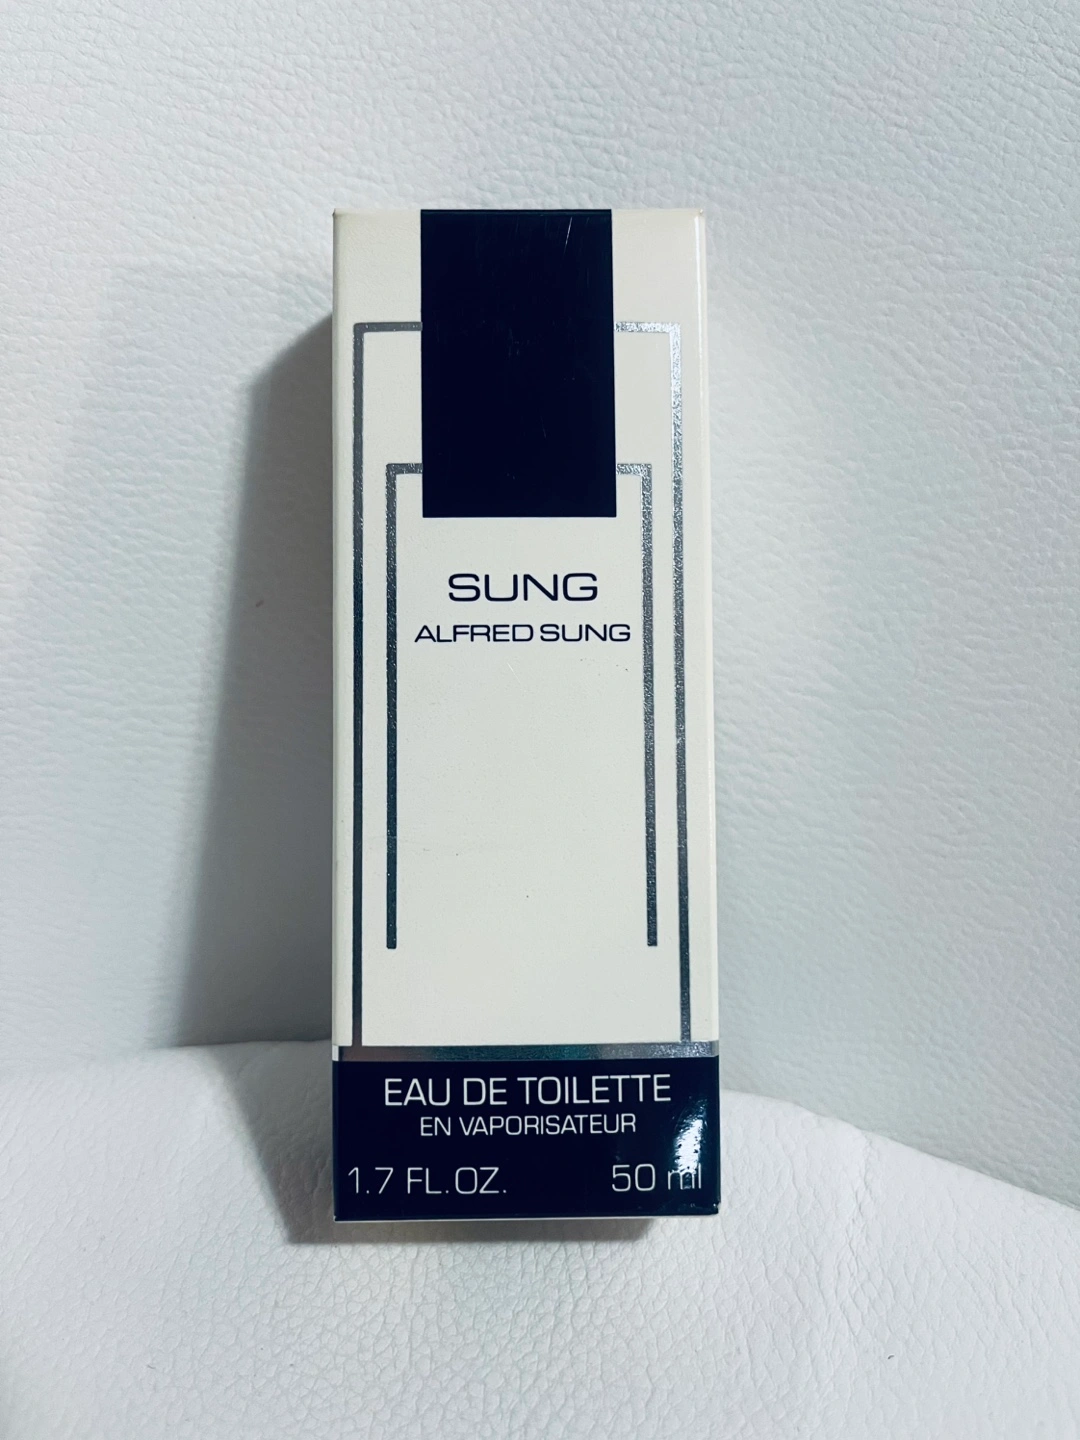 SUNG
ALFRED SUNG
EAU DE TOILETTE
EN VAPORISATEUR
1.7 FL. OZ. 50 ml